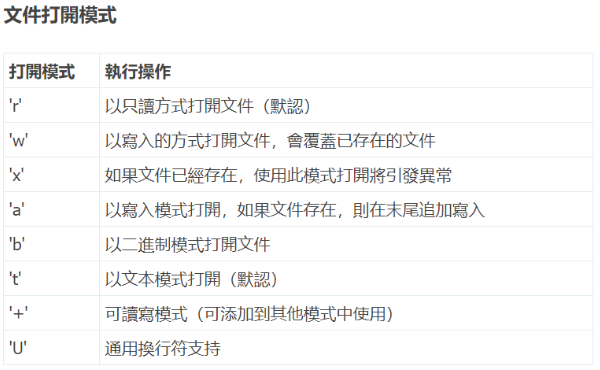 文件打開模式
打開模式 執行操作
'r' 以只讀方式打開文件（默認）
'w' 以寫入的方式打開文件，會覆蓋已存在的文件
'x' 如果文件已經存在，使用此模式打開將引發異常
'a' 以寫入模式打開，如果文件存在，則在末尾追加寫入
'b' 以二進制模式打開文件
't' 以文本模式打開（默認）
'+' 可讀寫模式（可添加到其他模式中使用）
'U' 通用換行符支持